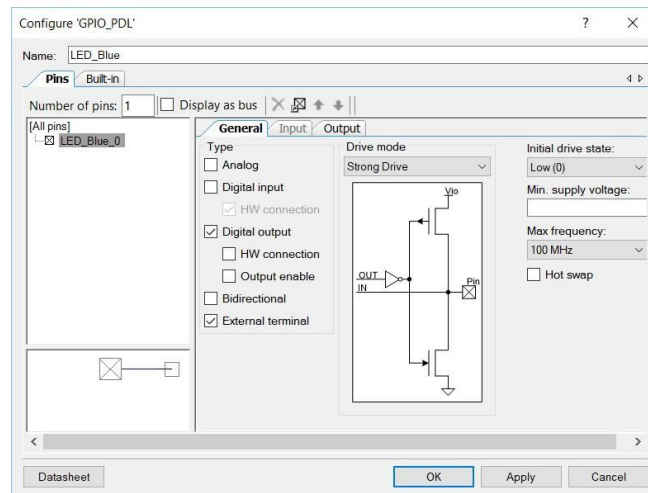 Configure 'GPIO_PDL'
?
Name: LED_Blue
Pins Built-in
Number of pins: 1 Display as bus
[All pins]
LED_Blue_0
General Input Output
Type
Analog
Digital input
HW connection
Digital output
HW connection
Output enable
Bidirectional
External terminal
Drive mode
Strong Drive
Vio
OUT
IN
Pin
Initial drive state:
Low (0)
Min. supply voltage:
Max frequency:
100 MHz
Hot swap
Datasheet OK Apply Cancel